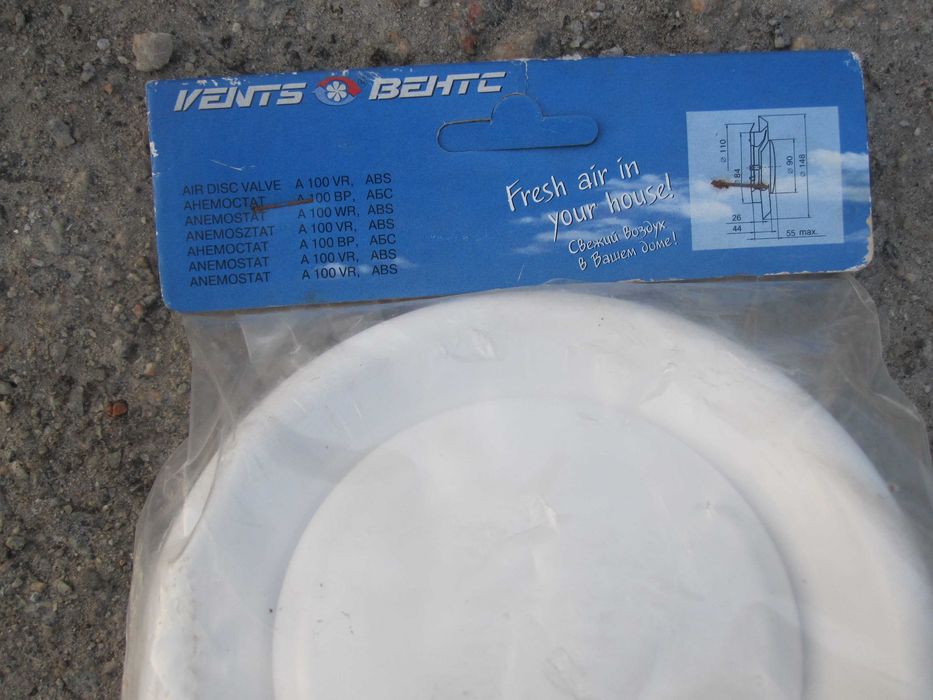 VENTS ВЕНТС
AIR DISC VALVE A 100 VR, ABS
АНЕМОСТАТ А 100 ВР, АБС
ANEMOSTAT A 100 WR, ABS
ANEMOSZTAT A 100 VR, ABS
АНЕМОСТАТ А 100 ВР, АБС
ANEMOSTAT A 100 VR, ABS
ANEMOSTAT A 100 VR, ABS
Fresh air in
your house!
Свежий Воздух
в Вашем доме!
ø 110
ø 84
ø 90
ø 148
26
44
55 max.